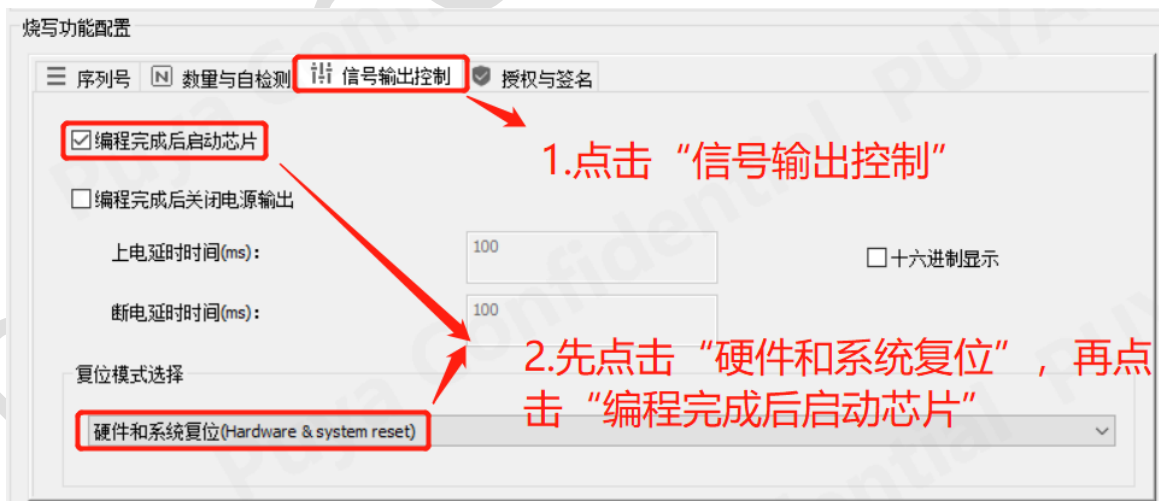 烧写功能配置
序列号 N 数量与自检测 信号输出控制 授权与签名
编程完成后启动芯片
1.点击“信号输出控制”
编程完成后关闭电源输出
上电延时时间(ms): 100 十六进制显示
断电延时时间(ms): 100
2.先点击“硬件和系统复位”,再点
击“编程完成后启动芯片”
复位模式选择
硬件和系统复位(Hardware & system reset)
Puya Confidential PUYA
Puya Confidential PUYA